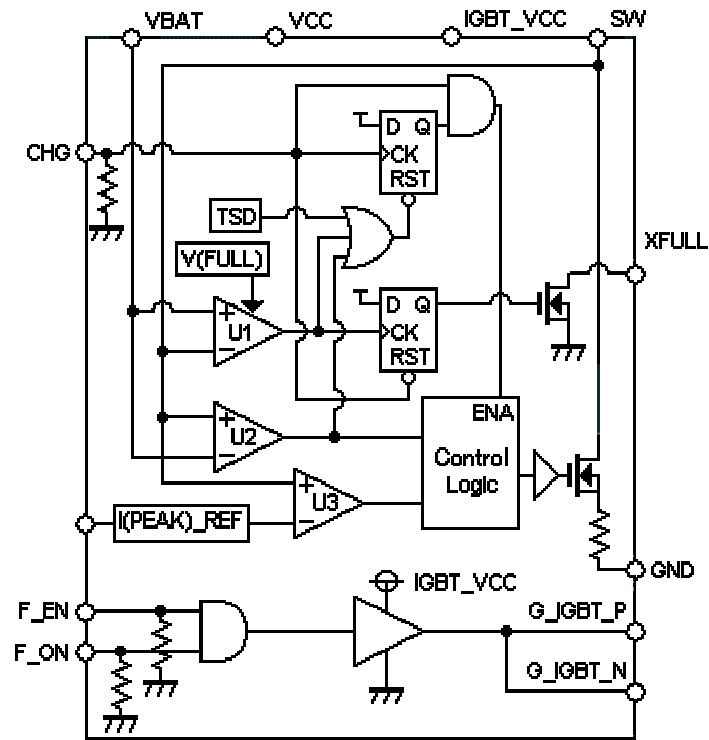 VBAT
VCC
IGBT_VCC
SW
CHG
D Q
CK
RST
TSD
XFULL
V(FULL)
D Q
CK
RST
+
U1
−
ENA
+
U2
−
Control
Logic
+
U3
−
I(PEAK)_REF
GND
IGBT_VCC
F_EN
G_IGBT_P
F_ON
G_IGBT_N